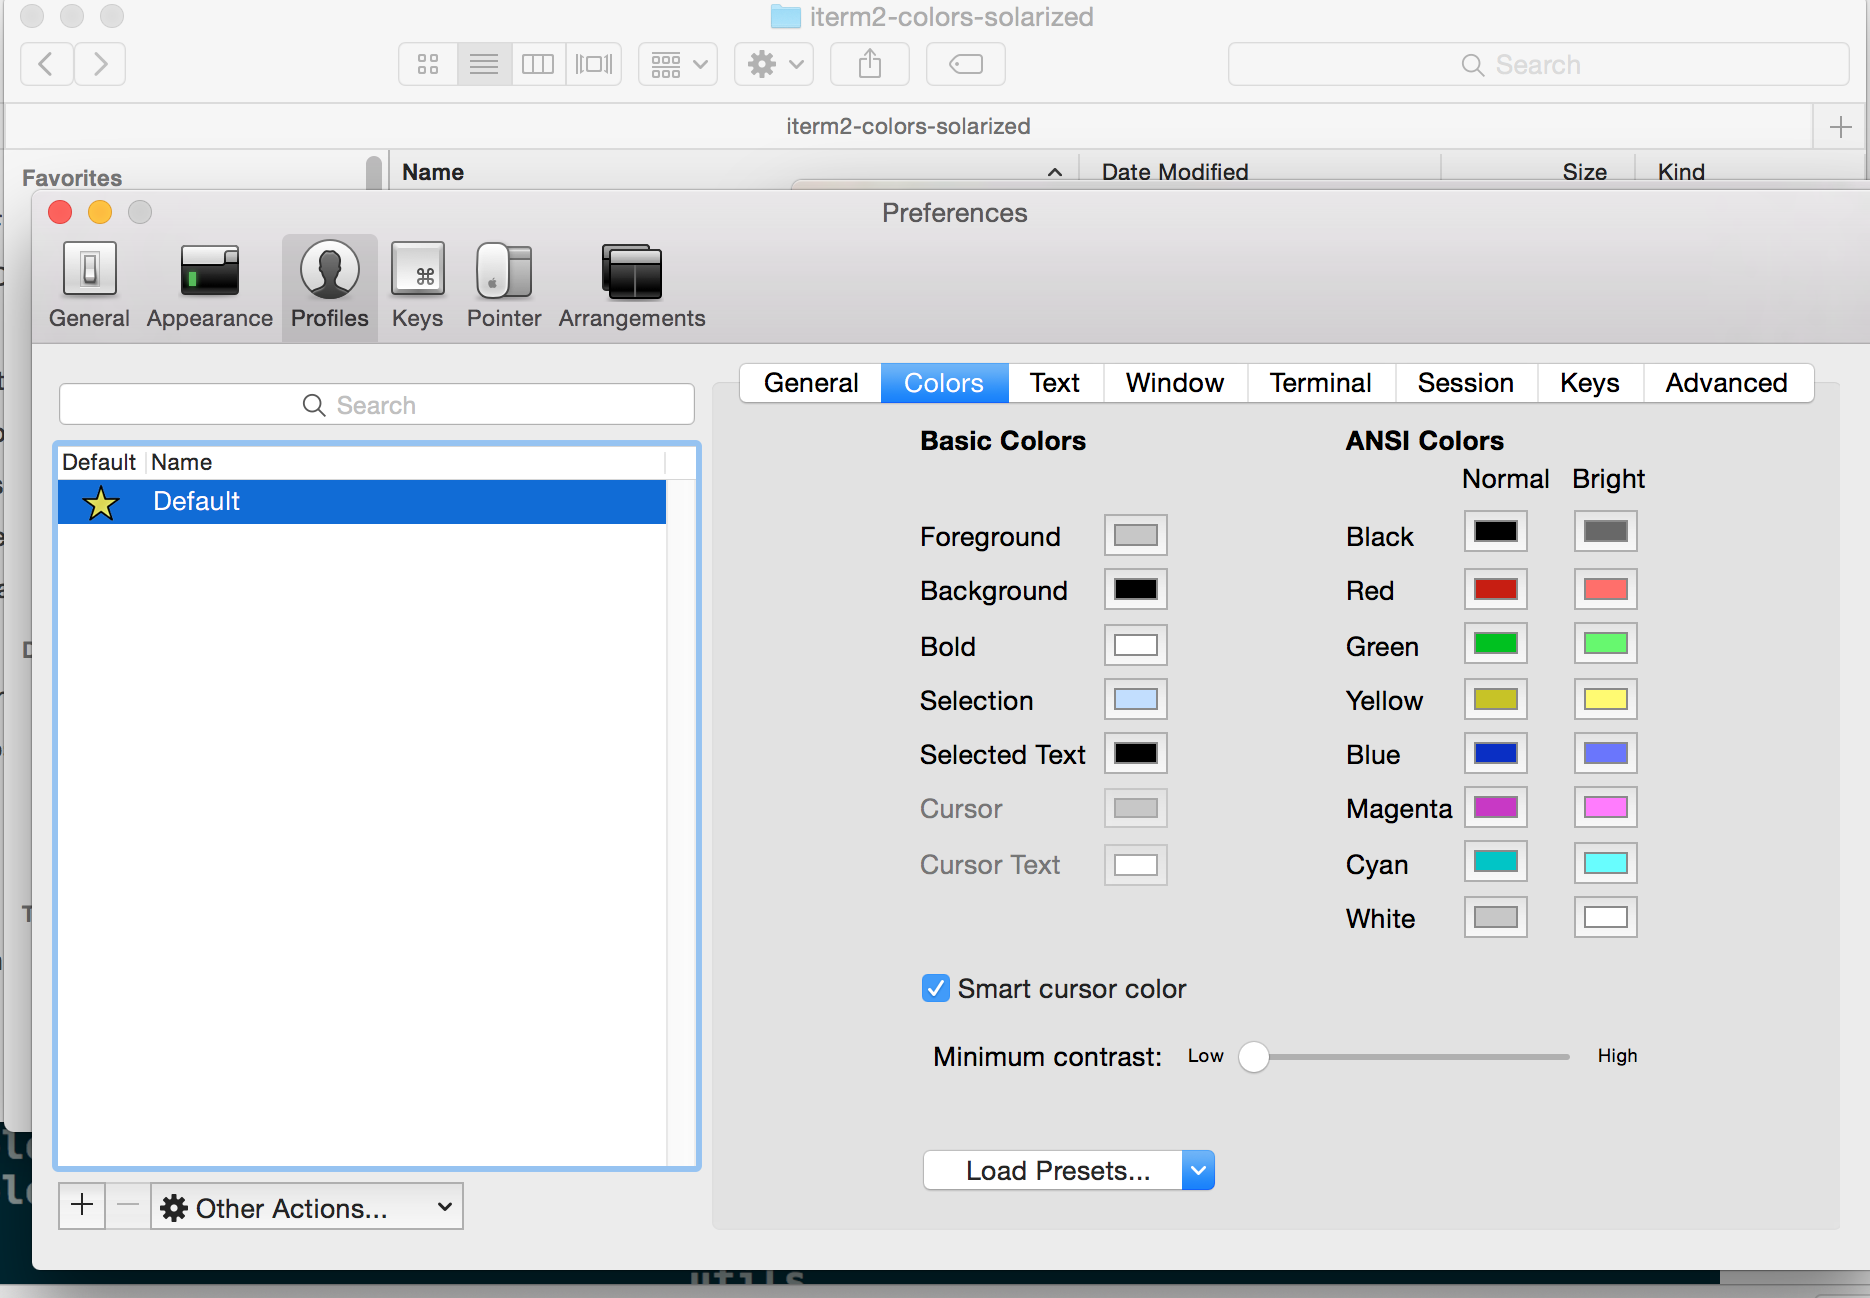 iterm2-colors-solarized
Search
iterm2-colors-solarized
Favorites
Name
Date Modified
Size
Kind
Preferences
General
Appearance
Profiles
Keys
Pointer
Arrangements
Search
Default Name
Default
Other Actions...
General
Colors
Text
Window
Terminal
Session
Keys
Advanced
Basic Colors
Foreground
Background
Bold
Selection
Selected Text
Cursor
Cursor Text
ANSI Colors
Normal Bright
Black
Red
Green
Yellow
Blue
Magenta
Cyan
White
Smart cursor color
Minimum contrast: Low High
Load Presets...
utils